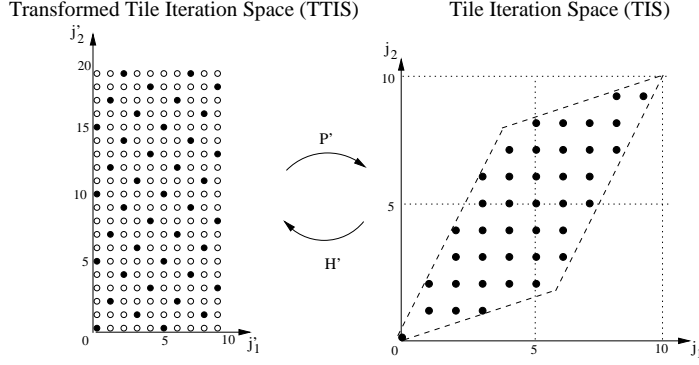 Transformed Tile Iteration Space (TTIS)
Tile Iteration Space (TIS)
j'2
20
15
10
5
0
5
10
j'1
P'
H'
j2
10
5
0
5
10
j